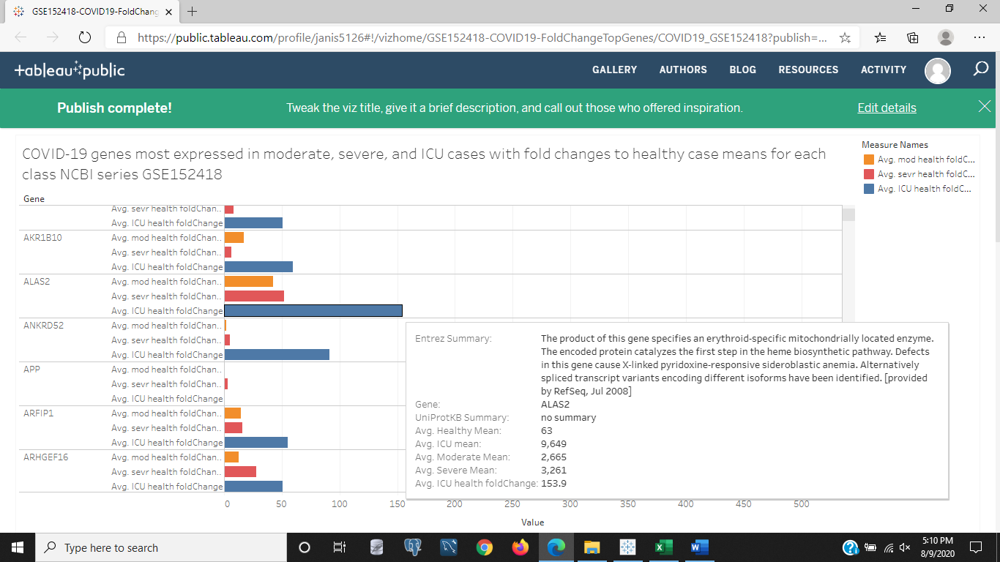 GSE152418-COVID19-FoldChang
https://public.tableau.com/profile/janis5126#!/vizhome/GSE152418-COVID19-FoldChangeTopGenes/COVID19_GSE152418?publish=...
+ableau public
GALLERY AUTHORS BLOG RESOURCES ACTIVITY
Publish complete! Tweak the viz title, give it a brief description, and call out those who offered inspiration. Edit details
COVID-19 genes most expressed in moderate, severe, and ICU cases with fold changes to healthy case means for each
class NCBI series GSE152418
Measure Names
Avg. mod health foldC...
Avg. sevr health foldC...
Avg. ICU health foldC...
Gene
Avg. sevr health foldChan..
Avg. ICU health foldChange
AKR1B10 Avg. mod health foldChan..
Avg. sevr health foldChan..
Avg. ICU health foldChange
ALAS2 Avg. mod health foldChan..
Avg. sevr health foldChan..
Avg. ICU health foldChange
ANKRD52 Avg. mod health foldChan..
Avg. sevr health foldChan..
Avg. ICU health foldChange
APP Avg. mod health foldChan..
Avg. sevr health foldChan..
Avg. ICU health foldChange
ARFIP1 Avg. mod health foldChan..
Avg. sevr health foldChan..
Avg. ICU health foldChange
ARHGEF16 Avg. mod health foldChan..
Avg. sevr health foldChan..
Avg. ICU health foldChange
Entrez Summary: The product of this gene specifies an erythroid-specific mitochondrially located enzyme.
The encoded protein catalyzes the first step in the heme biosynthetic pathway. Defects
in this gene cause X-linked pyridoxine-responsive sideroblastic anemia. Alternatively
spliced transcript variants encoding different isoforms have been identified. [provided
by RefSeq, Jul 2008]
Gene: ALAS2
UniProtKB Summary: no summary
Avg. Healthy Mean: 63
Avg. ICU mean: 9,649
Avg. Moderate Mean: 2,665
Avg. Severe Mean: 3,261
Avg. ICU health foldChange: 153.9
0 50 100 150 200 250 300 350 400 450 500
Value
Type here to search
5:10 PM
8/9/2020